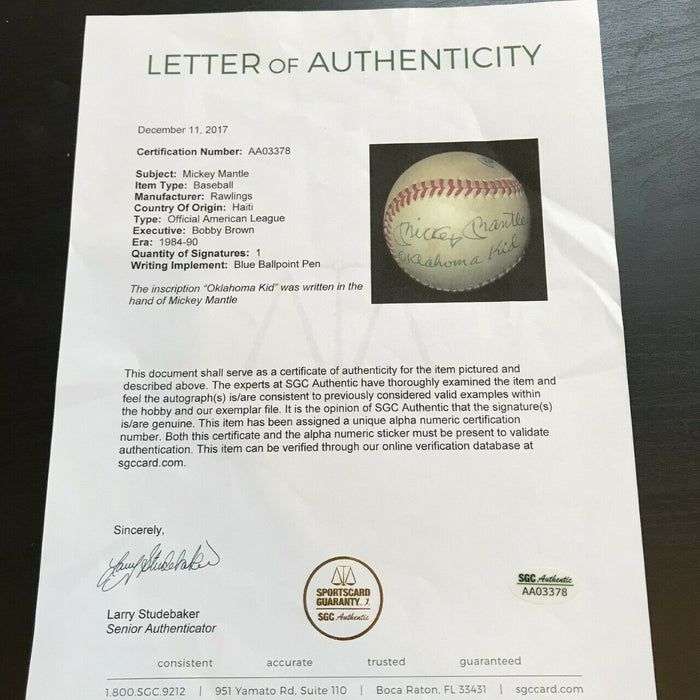 LETTER OF AUTHENTICITY
December 11, 2017
Certification Number: AA03378
Subject: Mickey Mantle
Item Type: Baseball
Manufacturer: Rawlings
Country Of Origin: Haiti
Type: Official American League
Executive: Bobby Brown
Era: 1984-90
Quantity of Signatures: 1
Writing Implement: Blue Ballpoint Pen
The inscription "Oklahoma Kid" was written in the
hand of Mickey Mantle
Mickey Mantle
Oklahoma Kid
This document shall serve as a certificate of authenticity for the item pictured and
described above. The experts at SGC Authentic have thoroughly examined the item and
feel the autograph(s) is/are consistent to previously considered valid examples within
the hobby and our exemplar file. It is the opinion of SGC Authentic that the signature(s)
is/are genuine. This item has been assigned a unique alpha numeric certification
number. Both this certificate and the alpha numeric sticker must be present to validate
authentication. This item can be verified through our online verification database at
sgccard.com.
Sincerely,
Larry Studebaker
Larry Studebaker
Senior Authenticator
SPORTSCARD
GUARANTY
SGC Authentic
SGC Authentic
AA03378
consistent accurate trusted guaranteed
1.800.SGC.9212 | 951 Yamato Rd, Suite 110 | Boca Raton, FL 33431 | sgccard.com